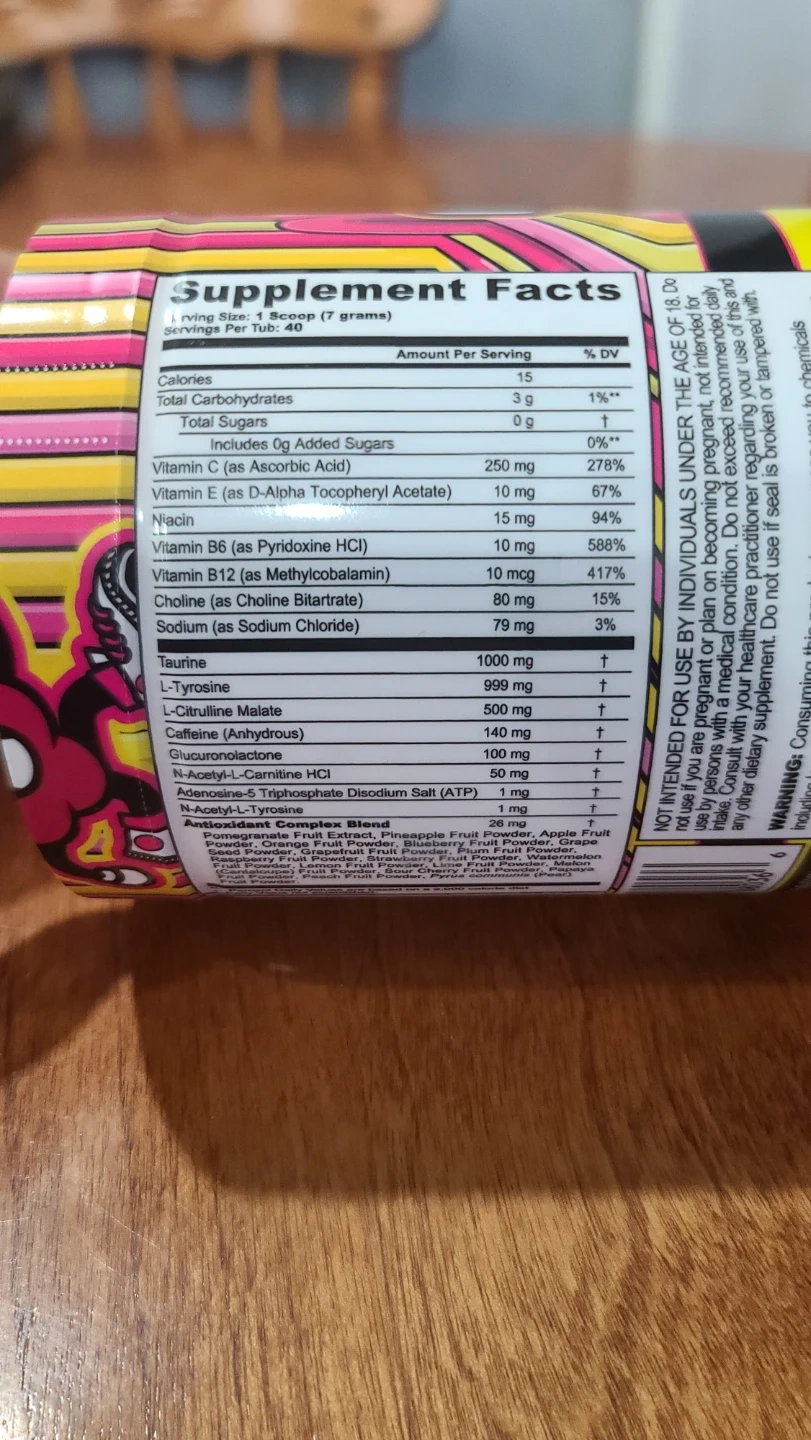 Supplement Facts
rving Size: 1 Scoop (7 grams)
Servings Per Tub: 40
Amount Per Serving % DV
Calories 15
Total Carbohydrates 3 g 1%**
Total Sugars 0 g †
Includes 0g Added Sugars 0%**
Vitamin C (as Ascorbic Acid) 250 mg 278%
Vitamin E (as D-Alpha Tocopheryl Acetate) 10 mg 67%
Niacin 15 mg 94%
Vitamin B6 (as Pyridoxine HCl) 10 mg 588%
Vitamin B12 (as Methylcobalamin) 10 mcg 417%
Choline (as Choline Bitartrate) 80 mg 15%
Sodium (as Sodium Chloride) 79 mg 3%
Taurine 1000 mg †
L-Tyrosine 999 mg †
L-Citrulline Malate 500 mg †
Caffeine (Anhydrous) 140 mg †
Glucuronolactone 100 mg †
N-Acetyl-L-Carnitine HCl 50 mg †
Adenosine-5 Triphosphate Disodium Salt (ATP) 1 mg †
N-Acetyl-L-Tyrosine 1 mg †
Antioxidant Complex Blend 26 mg †
Pomegranate Fruit Extract, Pineapple Fruit Powder, Apple Fruit
Powder, Orange Fruit Powder, Blueberry Fruit Powder, Grape
Seed Powder, Grapefruit Fruit Powder, Plum Fruit Powder,
Raspberry Fruit Powder, Strawberry Fruit Powder, Watermelon
Fruit Powder, Lemon Fruit Powder, Lime Fruit Powder, Melon
(Cantaloupe) Fruit Powder, Sour Cherry Fruit Powder, Papaya
Fruit Powder, Peach Fruit Powder, Pyrus communis (Pear)
Fruit Powder
NOT INTENDED FOR USE BY INDIVIDUALS UNDER THE AGE OF 18. Do
not use if you are pregnant or plan on becoming pregnant, not intended for
use by persons with a medical condition. Do not exceed recommended daily
intake. Consult with your healthcare practitioner regarding your use of this and
any other dietary supplement. Do not use if seal is broken or tampered with.
WARNING: Consuming this
chemicals
6